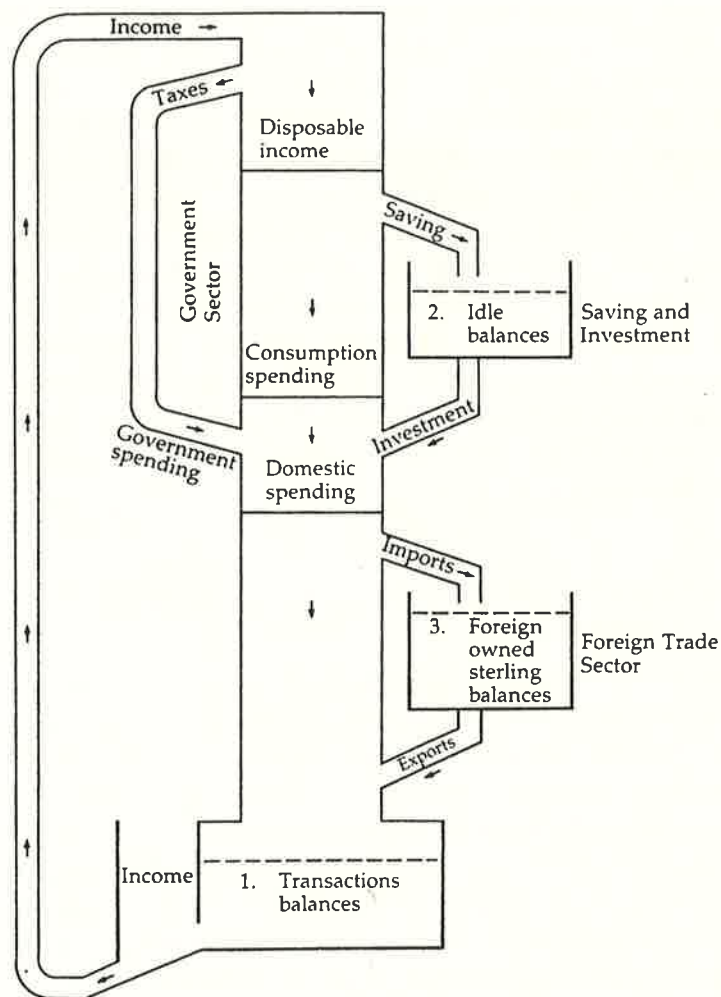 Income
Taxes
Disposable
income
Saving
Government
Sector
2. Idle
balances
Saving and
Investment
Consumption
spending
Government
spending
Investment
Domestic
spending
Imports
3. Foreign
owned
sterling
balances
Foreign Trade
Sector
Exports
Income
1. Transactions
balances